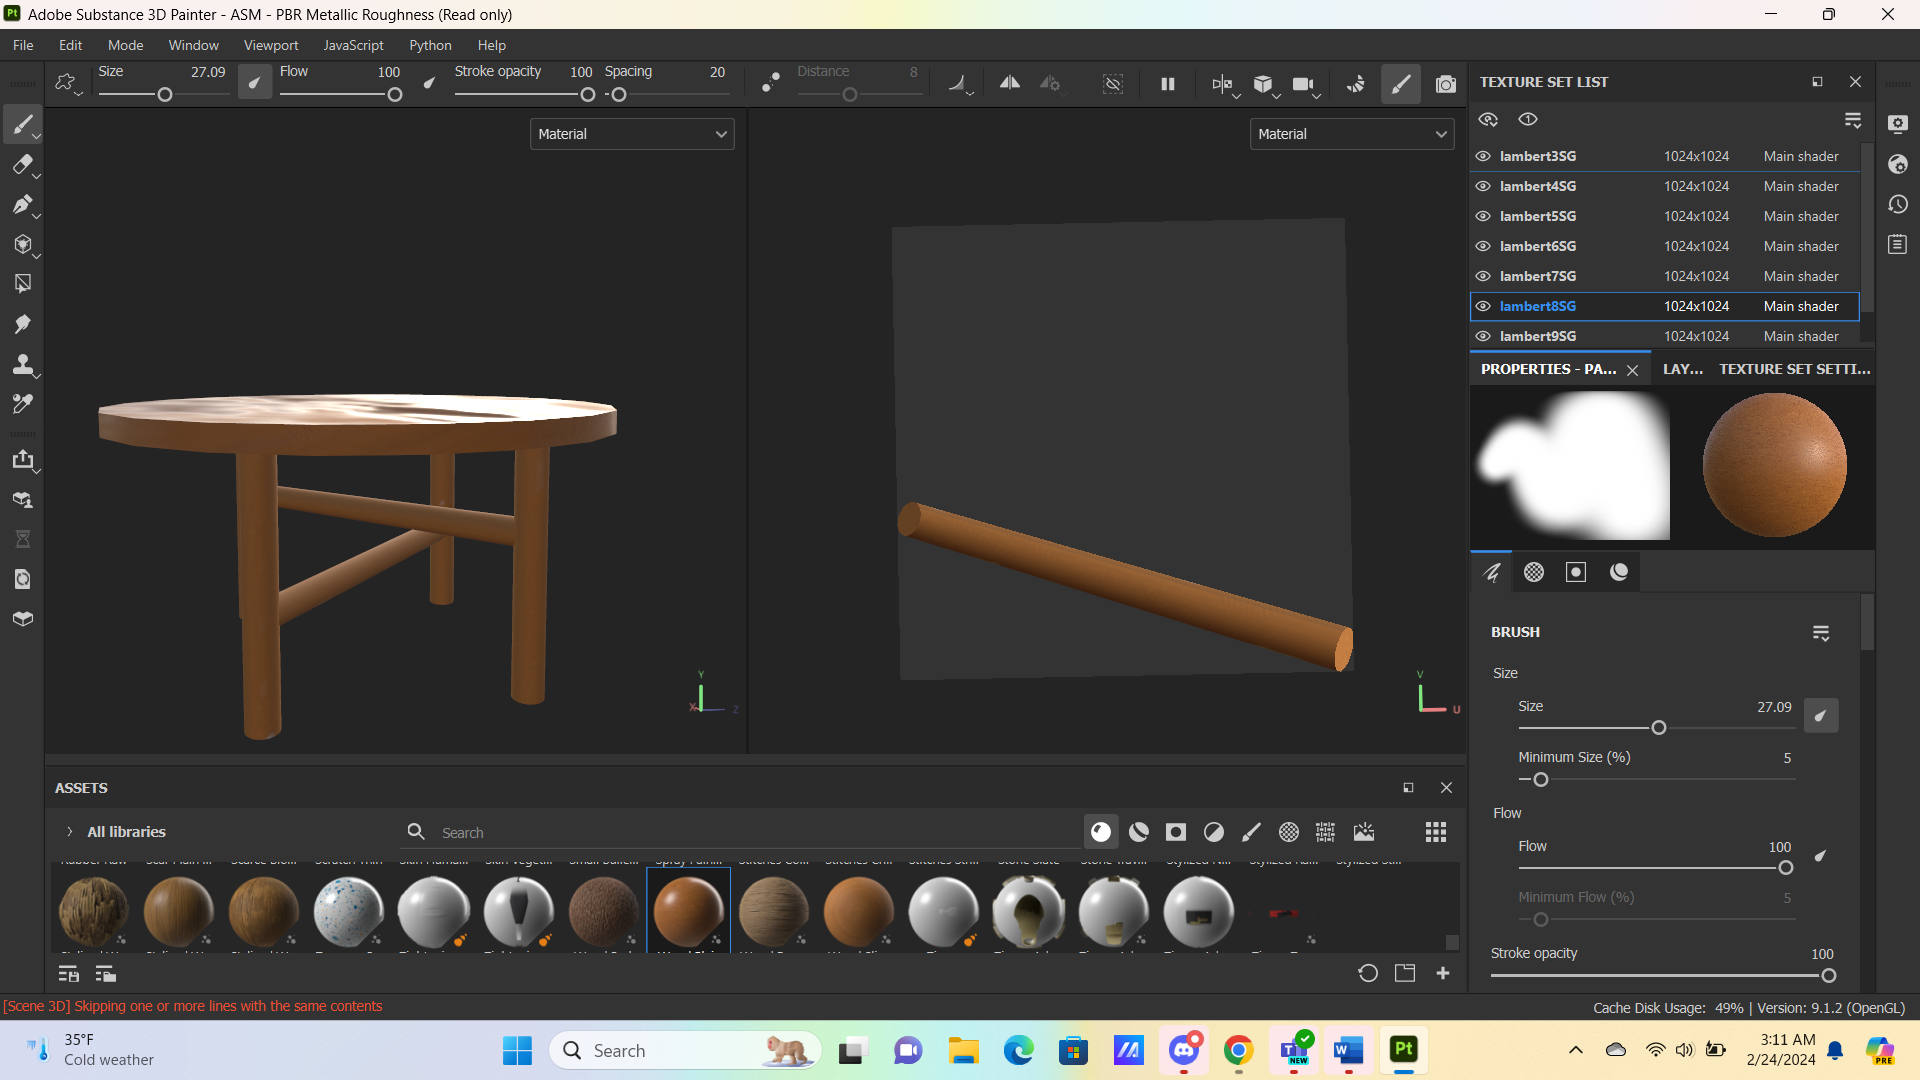 Pt Adobe Substance 3D Painter - ASM - PBR Metallic Roughness (Read only)
File Edit Mode Window Viewport JavaScript Python Help
Size 27.09 Flow 100 Stroke opacity 100 Spacing 20 Distance 8
Material
Material
Y
X Z
V
U
TEXTURE SET LIST
1
lambert3SG 1024x1024 Main shader
lambert4SG 1024x1024 Main shader
lambert5SG 1024x1024 Main shader
lambert6SG 1024x1024 Main shader
lambert7SG 1024x1024 Main shader
lambert8SG 1024x1024 Main shader
lambert9SG 1024x1024 Main shader
PROPERTIES - PA... LAY... TEXTURE SET SETTI...
BRUSH
Size
Size 27.09
Minimum Size (%) 5
Flow
Flow 100
Minimum Flow (%) 5
Stroke opacity 100
ASSETS
All libraries
Search
[Scene 3D] Skipping one or more lines with the same contents
Cache Disk Usage: 49% | Version: 9.1.2 (OpenGL)
35°F
Cold weather
Search
NEW
W
Pt
3:11 AM
2/24/2024
PRE